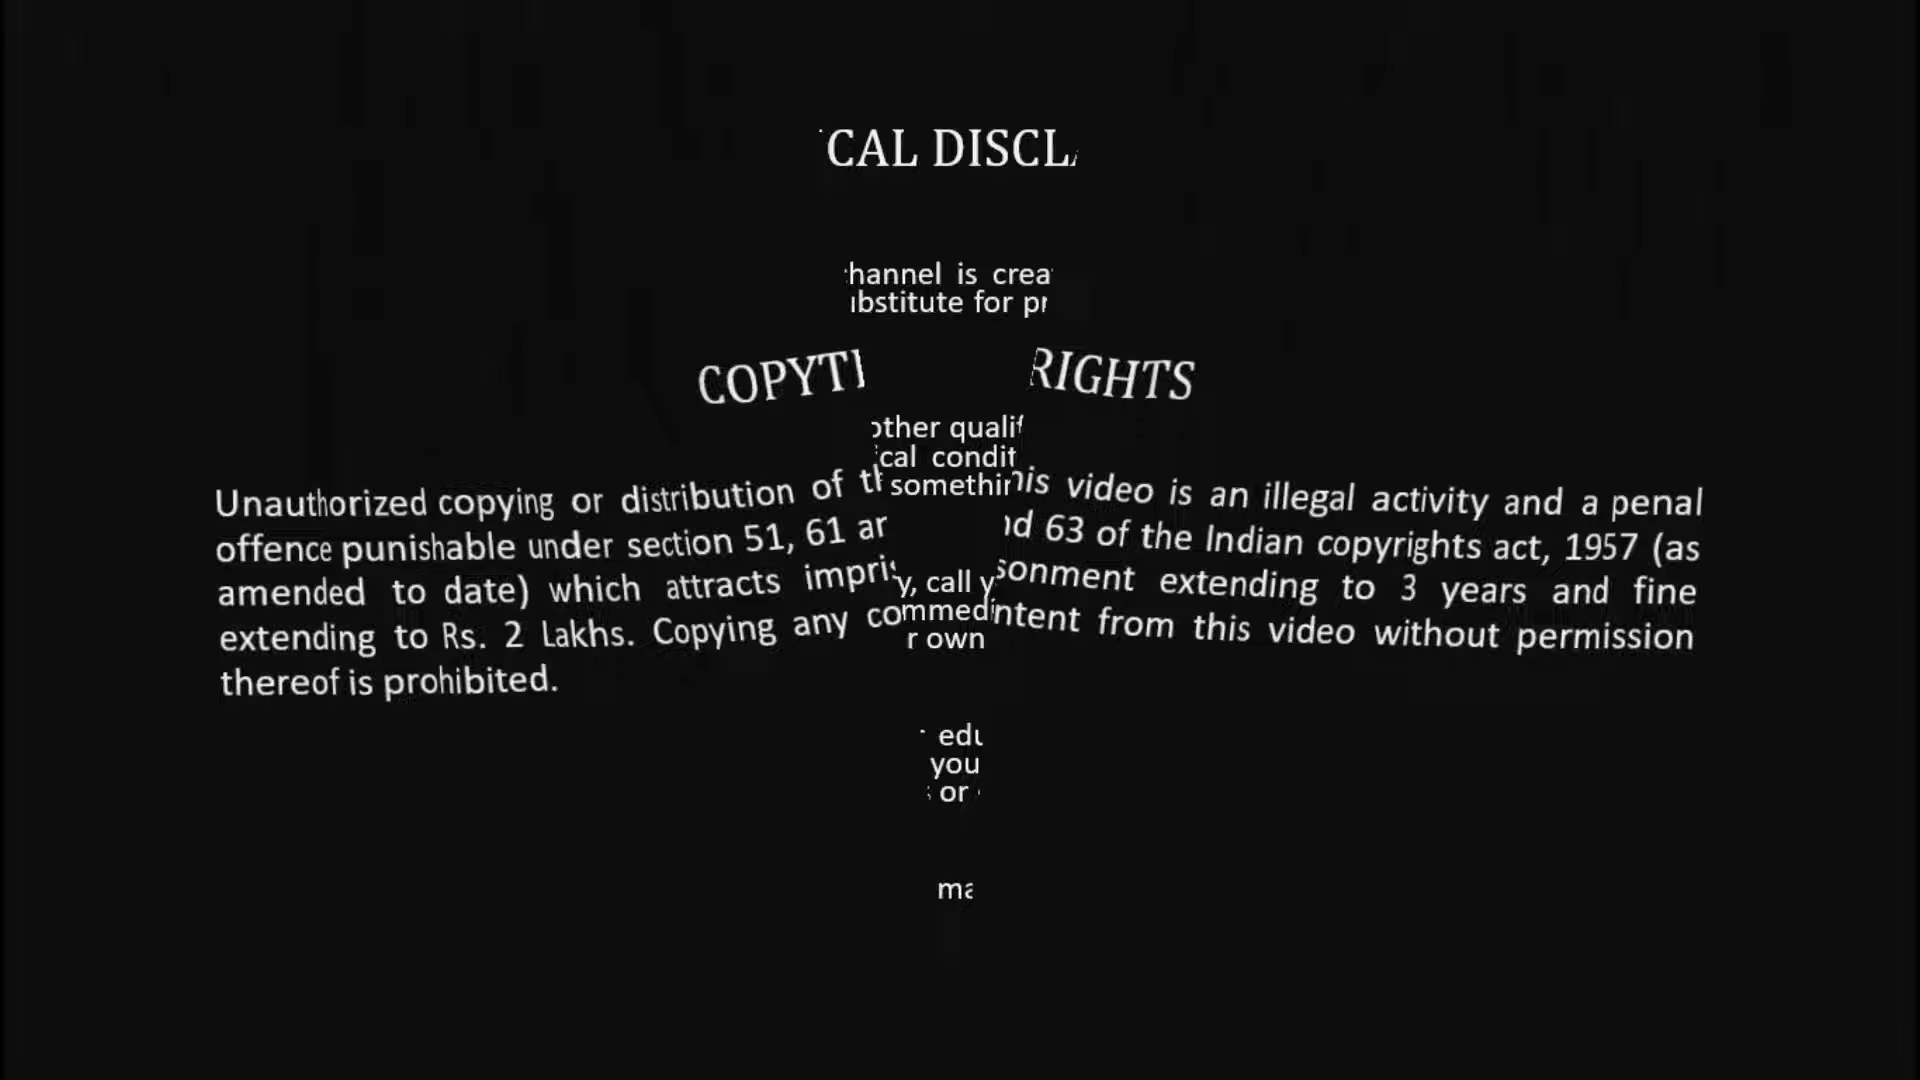 CAL DISCL
hannel is crea
bstitute for pr
COPYTI RIGHTS
other qualif
cal condit
somethin
Unauthorized copying or distribution of this video is an illegal activity and a penal
offence punishable under section 51, 61 and 63 of the Indian copyrights act, 1957 (as
amended to date) which attracts imprisonment extending to 3 years and fine
extending to Rs. 2 Lakhs. Copying any content from this video without permission
thereof is prohibited.
y, call y
mmedi
r own
edu
you
or
ma